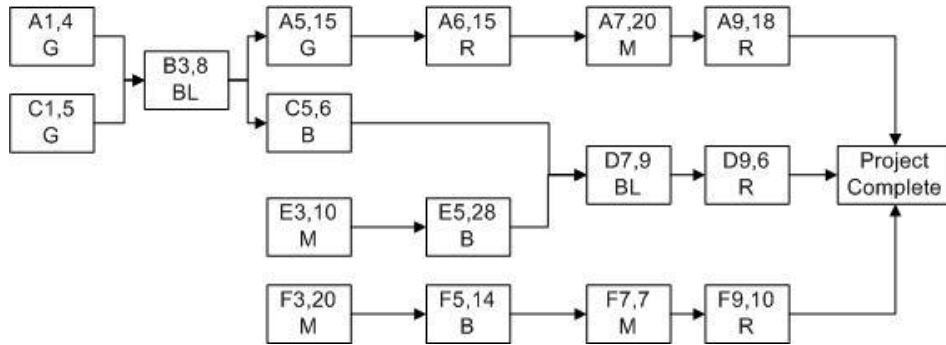 A1,4
G
C1,5
G
B3,8
BL
A5,15
G
A6,15
R
A7,20
M
A9,18
R
C5,6
B
D7,9
BL
D9,6
R
Project
Complete
E3,10
M
E5,28
B
F3,20
M
F5,14
B
F7,7
M
F9,10
R